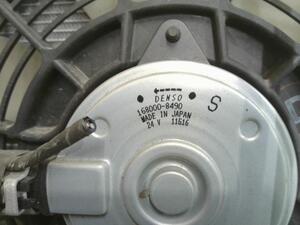 DENSO
168000-8490
MADE IN JAPAN
24 V 11616
S